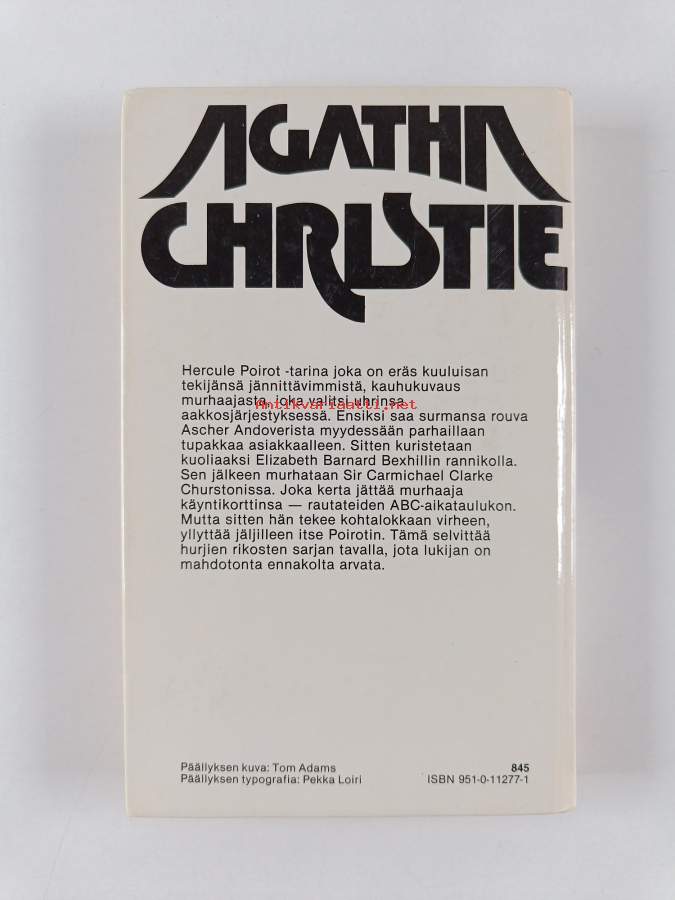 AGATHA
CHRISTIE
Hercule Poirot -tarina joka on eräs kuuluisan
tekijänsä jännittävimmistä, kauhukuvaus
murhaajasta, joka valitsi uhrinsa
Antikvariaatti.net
aakkosjärjestyksessä. Ensiksi saa surmansa rouva
Ascher Andoverista myydessään parhaillaan
tupakkaa asiakkaalleen. Sitten kuristetaan
kuoliaaksi Elizabeth Barnard Bexhillin rannikolla.
Sen jälkeen murhataan Sir Carmichael Clarke
Churstonissa. Joka kerta jättää murhaaja
käyntikorttinsa — rautateiden ABC-aikataulukon.
Mutta sitten hän tekee kohtalokkaan virheen,
yllyttää jäljilleen itse Poirotin. Tämä selvittää
hurjien rikosten sarjan tavalla, jota lukijan on
mahdotonta ennakolta arvata.
Päällyksen kuva: Tom Adams 845
Päällyksen typografia: Pekka Loiri ISBN 951-0-11277-1